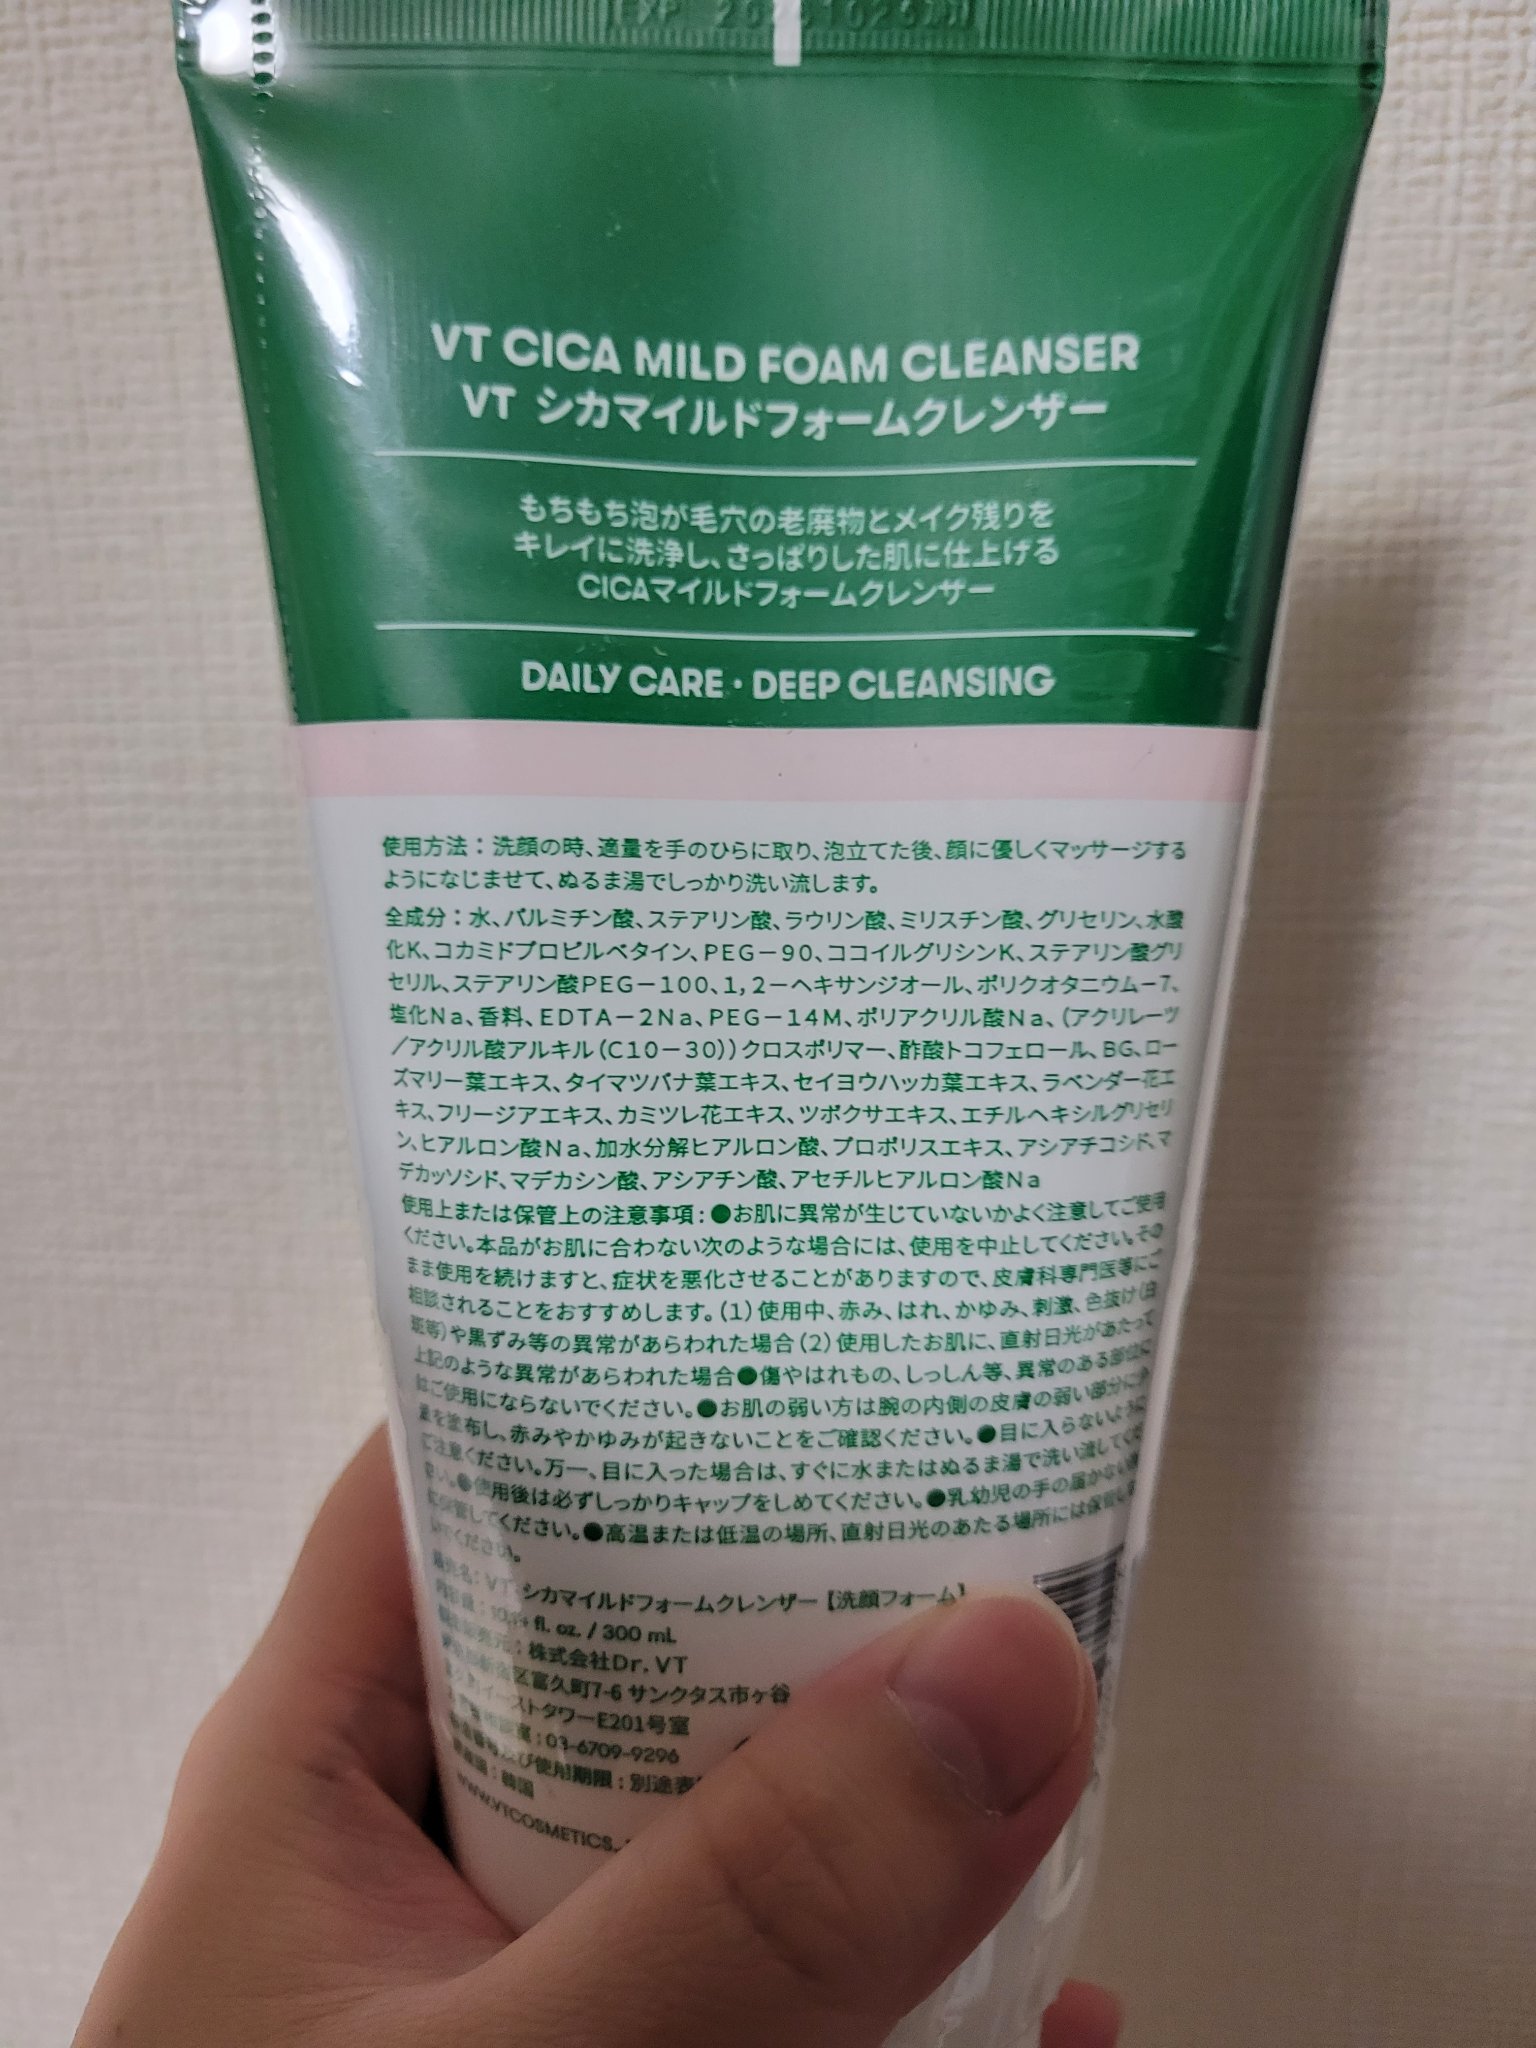 VT CICA MILD FOAM CLEANSER
VT シカマイルドフォームクレンザー
もちもち泡が毛穴の老廃物とメイク残りを
キレイに洗浄し、さっぱりした肌に仕上げる
CICAマイルドフォームクレンザー
DAILY CARE・DEEP CLEANSING
使用方法：洗顔の時、適量を手のひらに取り、泡立てた後、顔に優しくマッサージする
ようになじませて、ぬるま湯でしっかり洗い流します。
全成分：水、パルミチン酸、ステアリン酸、ラウリン酸、ミリスチン酸、グリセリン、水酸
化K、コカミドプロピルベタイン、PEG－90、ココイルグリシンK、ステアリン酸グリ
セリル、ステアリン酸PEG－100、1,2－ヘキサンジオール、ポリクオタニウム－7、
塩化Na、香料、EDTA－2Na、PEG－14M、ポリアクリル酸Na、（アクリレーツ
／アクリル酸アルキル（C10－30））クロスポリマー、酢酸トコフェロール、BG、ロー
ズマリー葉エキス、タイマツバナ葉エキス、セイヨウハッカ葉エキス、ラベンダー花エ
キス、フリージアエキス、カミツレ花エキス、ツボクサエキス、エチルヘキシルグリセリ
ン、ヒアルロン酸Na、加水分解ヒアルロン酸、プロポリスエキス、アシアチコシド、マ
デカッソシド、マデカシン酸、アシアチン酸、アセチルヒアルロン酸Na
使用上または保管上の注意事項：●お肌に異常が生じていないかよく注意してご使用
ください。本品がお肌に合わない次のような場合には、使用を中止してください。その
まま使用を続けますと、症状を悪化させることがありますので、皮膚科専門医等にご
相談されることをおすすめします。（1）使用中、赤み、はれ、かゆみ、刺激、色抜け（白
斑等）や黒ずみ等の異常があらわれた場合（2）使用したお肌に、直射日光があたって
上記のような異常があらわれた場合●傷やはれもの、しっしん等、異常のある部位に
はご使用にならないでください。●お肌の弱い方は腕の内側の皮膚の弱い部分に少
量を塗布し、赤みやかゆみが起きないことをご確認ください。●目に入らないように
ご注意ください。万一、目に入った場合は、すぐに水またはぬるま湯で洗い流してくだ
さい。●使用後は必ずしっかりキャップをしめてください。●乳幼児の手の届かない
保管してください。●高温または低温の場所、直射日光のあたる場所には保管し
いでください。
VT シカマイルドフォームクレンザー【洗顔フォーム】
10.14 fl. oz. / 300 mL
株式会社Dr. VT
区富久町7-6 サンクタス市ヶ谷
イーストタワーE201号室
03-6709-9296
及び使用期限：別途表
韓国
WWW.VTCOSMETICS.